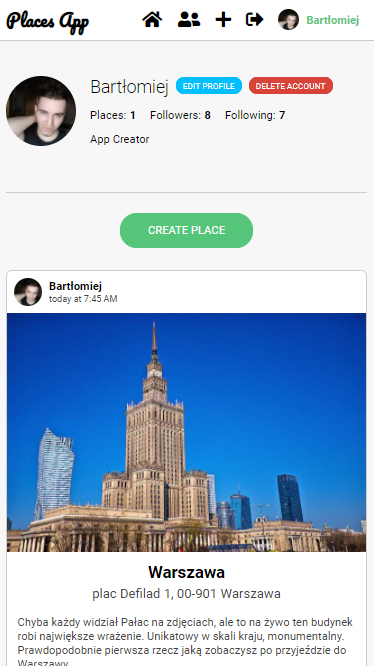 Places App
Bartłomiej
Bartłomiej
EDIT PROFILE
DELETE ACCOUNT
Places: 1 Followers: 8 Following: 7
App Creator
CREATE PLACE
Bartłomiej
today at 7:45 AM
Warszawa
plac Defilad 1, 00-901 Warszawa
Chyba każdy widział Pałac na zdjęciach, ale to na żywo ten budynek
robi największe wrażenie. Unikatowy w skali kraju, monumentalny.
Prawdopodobnie pierwsza rzecz jaką zobaczysz po przyjeździe do
Warszawy